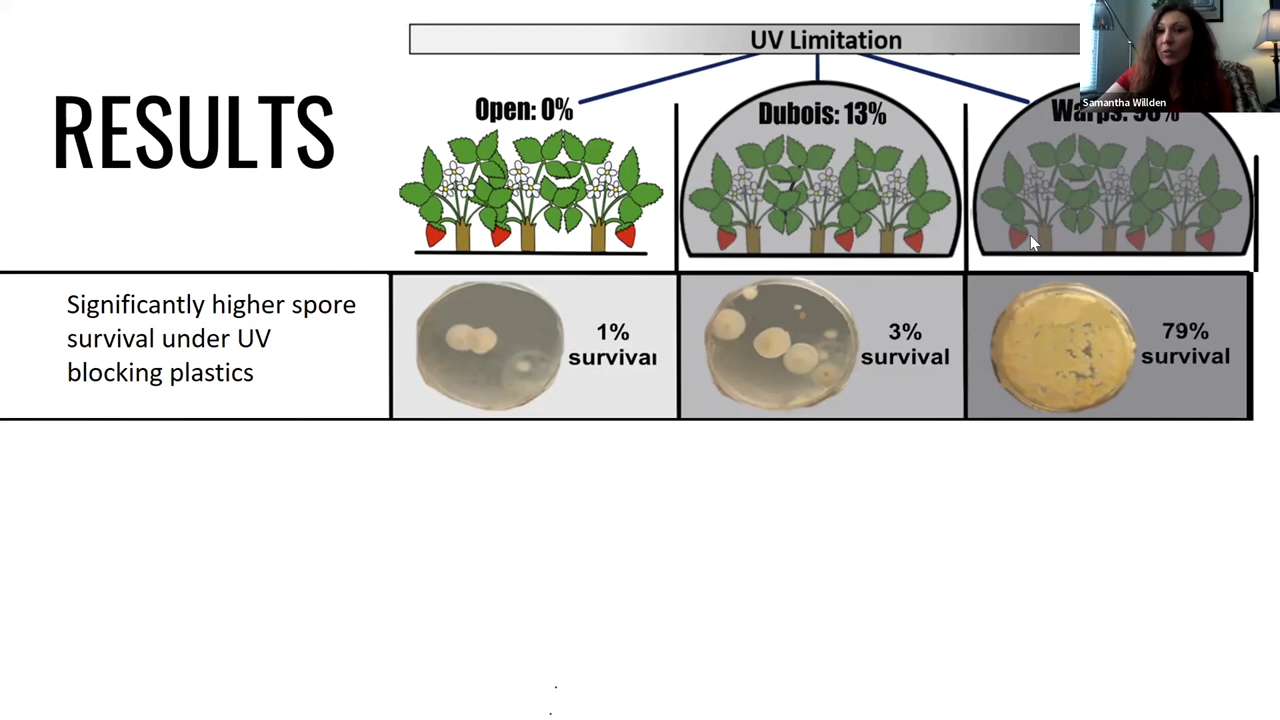 UV Limitation
Samantha Willden
RESULTS
Open: 0%
Dubois: 13%
Significantly higher spore
survival under UV
blocking plastics
1%
survival
3%
survival
79%
survival